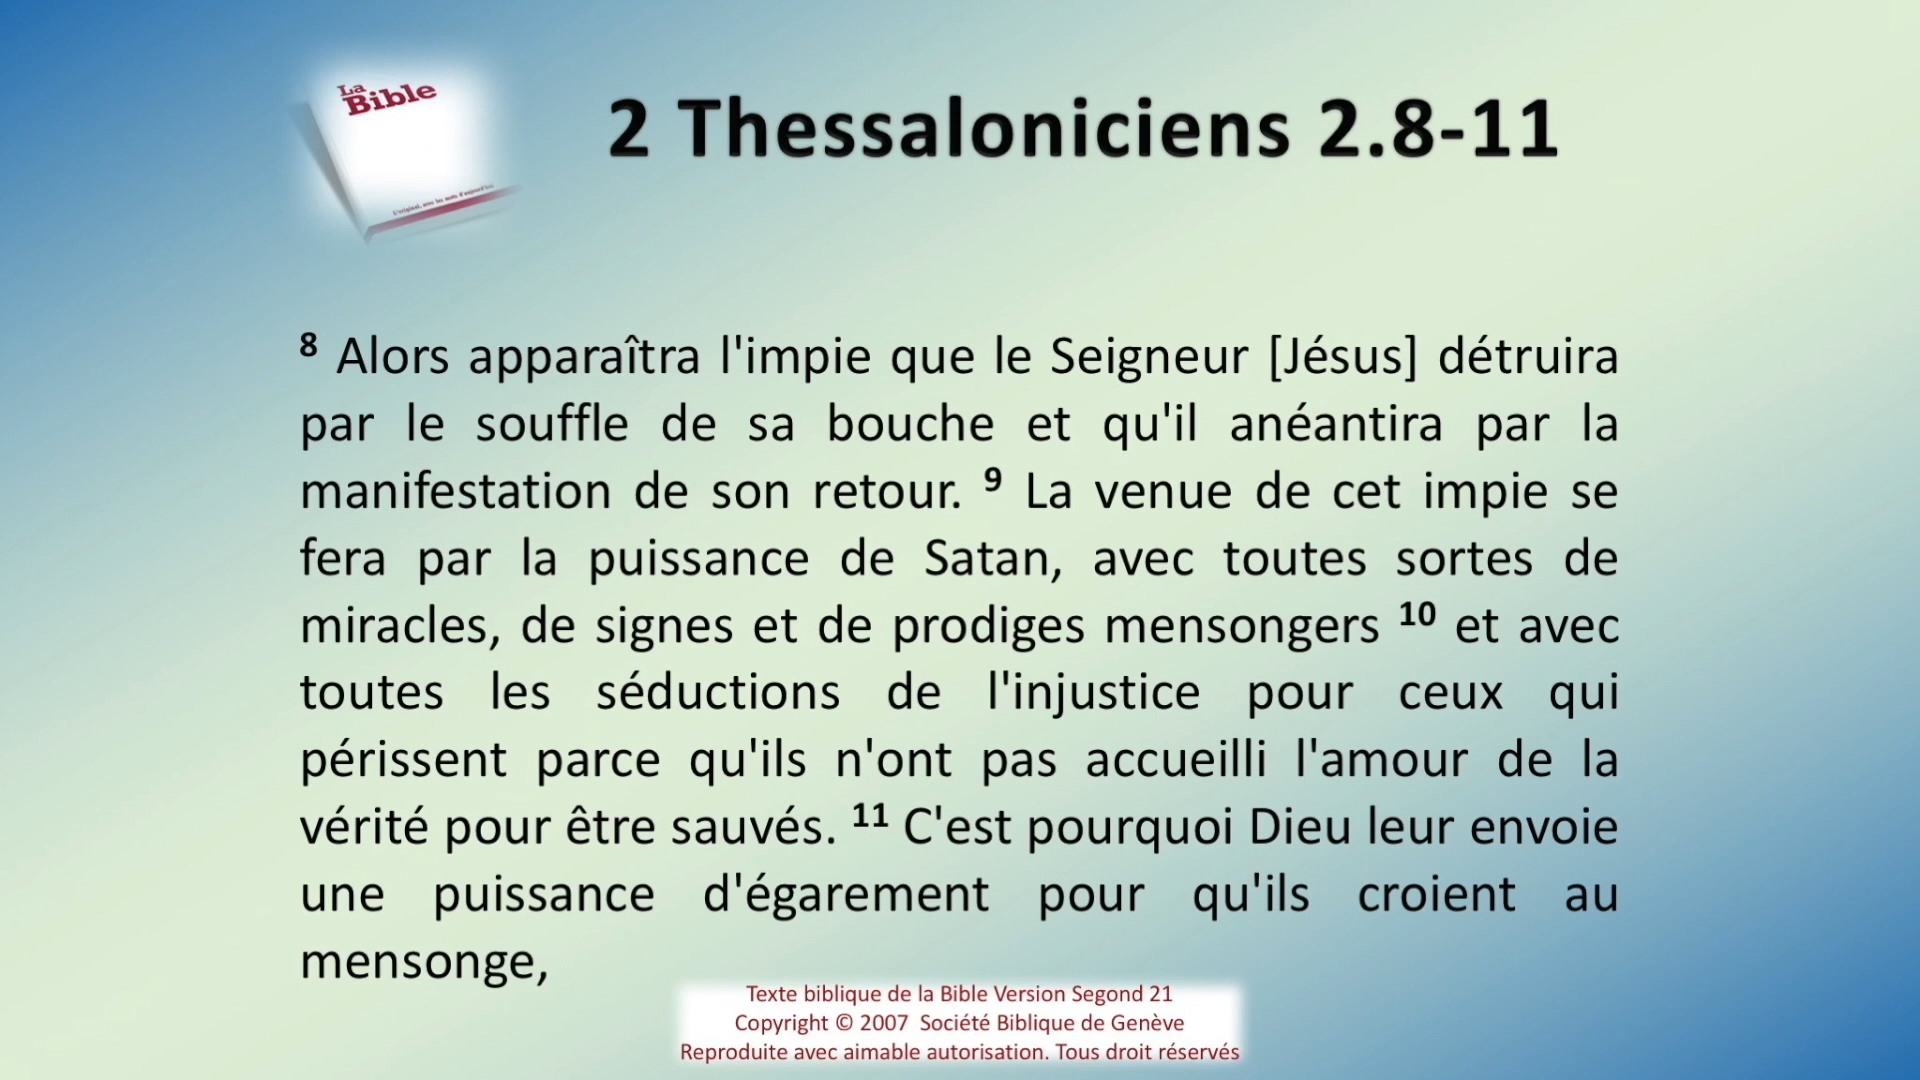 La
Bible
L'original, avec les mots d'aujourd'hui
2 Thessaloniciens 2.8-11
8 Alors apparaîtra l'impie que le Seigneur [Jésus] détruira
par le souffle de sa bouche et qu'il anéantira par la
manifestation de son retour. 9 La venue de cet impie se
fera par la puissance de Satan, avec toutes sortes de
miracles, de signes et de prodiges mensongers 10 et avec
toutes les séductions de l'injustice pour ceux qui
périssent parce qu'ils n'ont pas accueilli l'amour de la
vérité pour être sauvés. 11 C'est pourquoi Dieu leur envoie
une puissance d'égarement pour qu'ils croient au
mensonge,
Texte biblique de la Bible Version Segond 21
Copyright © 2007 Société Biblique de Genève
Reproduite avec aimable autorisation. Tous droit réservés